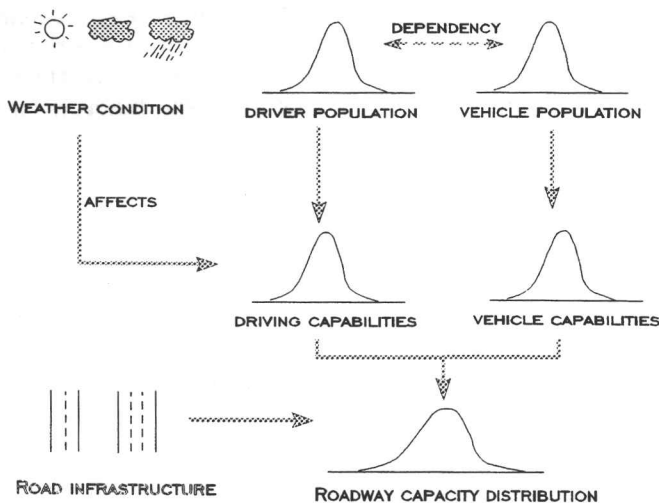 DEPENDENCY
WEATHER CONDITION
DRIVER POPULATION
VEHICLE POPULATION
AFFECTS
DRIVING CAPABILITIES
VEHICLE CAPABILITIES
ROAD INFRASTRUCTURE
ROADWAY CAPACITY DISTRIBUTION